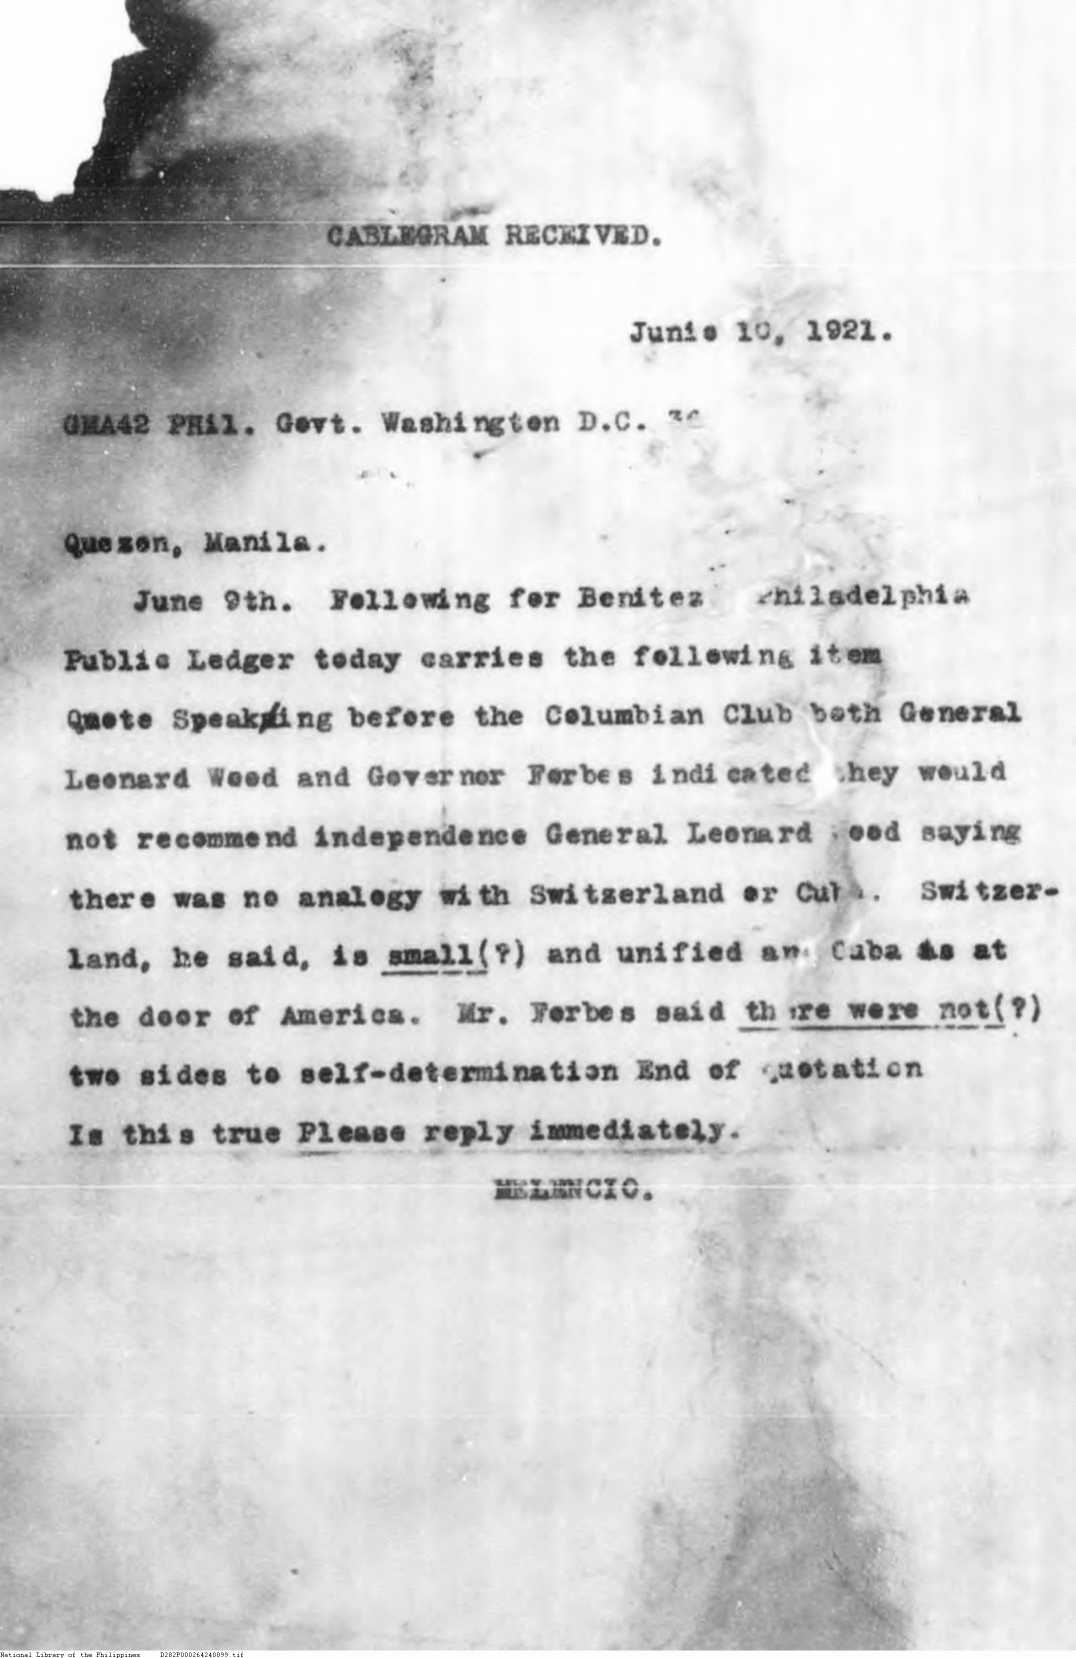 CABLEGRAM RECEIVED.
Junio 10, 1921.
GMA42 PHil. Govt. Washington D.C.
Quezon, Manila.
June 9th. Following for Benitez Philadelphia
Public Ledger today carries the following item
Quote Speaking before the Columbian Club both General
Leonard Wood and Governor Forbes indicated they would
not recommend independence General Leonard Wood saying
there was no analogy with Switzerland or Cuba. Switzer-
land, he said, is small(?) and unified and Cuba is at
the door of America. Mr. Forbes said there were not(?)
two sides to self-determination End of quotation
Is this true Please reply immediately.
MELENCIO.
National Library of the Philippines D282P000264240099.tif